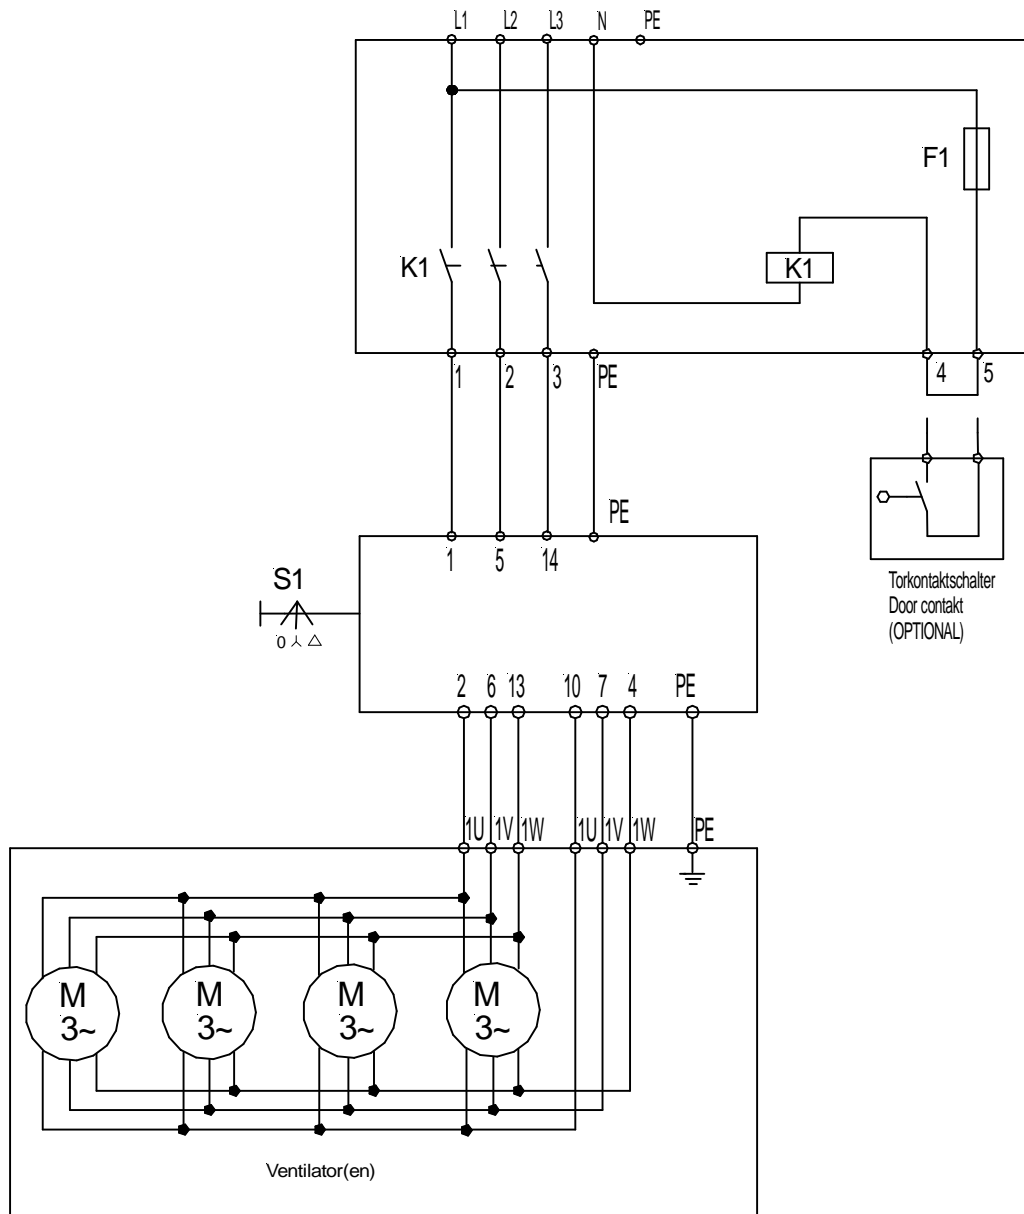 L1 L2 L3 N PE
F1
K1
K1
1 2 3 PE 4 5
PE
1 5 14
S1
0 ⅄ △
Torkontaktschalter
Door contakt
(OPTIONAL)
2 6 13 10 7 4 PE
1U 1V 1W 1U 1V 1W PE
M M M M
3~ 3~ 3~ 3~
Ventilator(en)